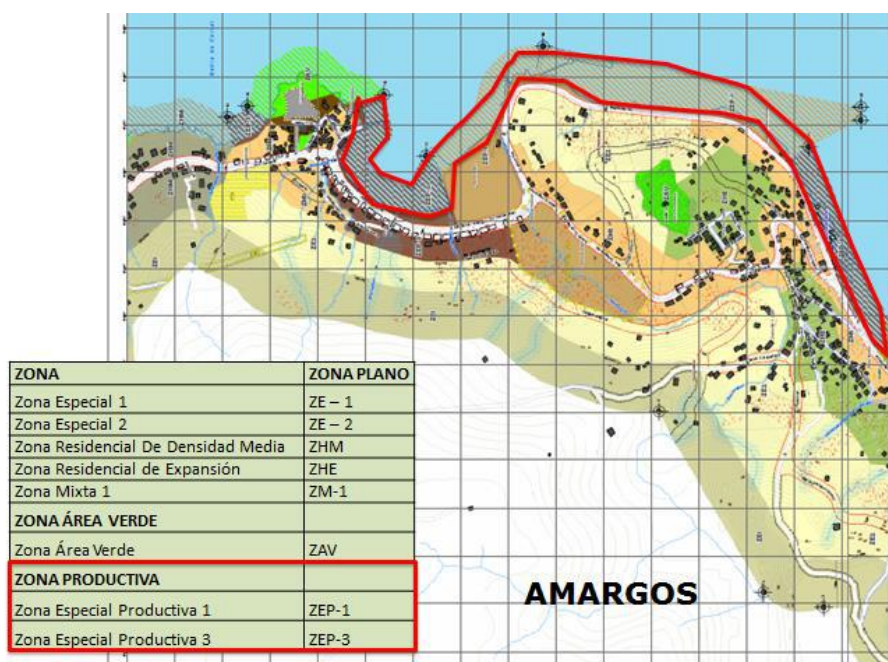 ZONA ZONA PLANO
Zona Especial 1 ZE – 1
Zona Especial 2 ZE – 2
Zona Residencial De Densidad Media ZHM
Zona Residencial de Expansión ZHE
Zona Mixta 1 ZM-1
ZONA ÁREA VERDE
Zona Área Verde ZAV
ZONA PRODUCTIVA
Zona Especial Productiva 1 ZEP-1
Zona Especial Productiva 3 ZEP-3
AMARGOS